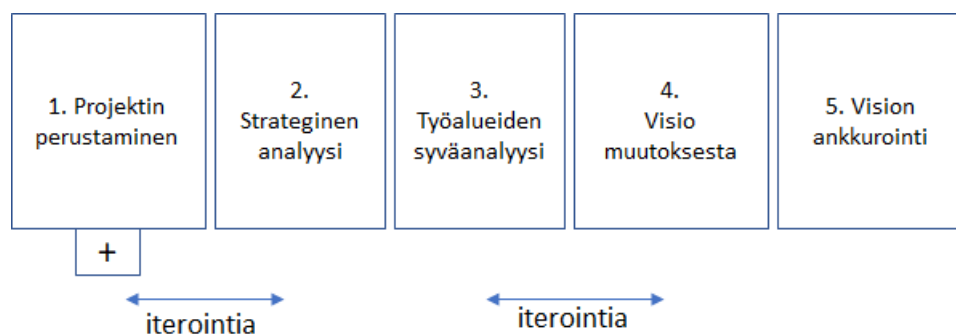 1. Projektin
perustaminen
2.
Strateginen
analyysi
3.
Työalueiden
syväanalyysi
4.
Visio
muutoksesta
5. Vision
ankkurointi
+
iterointia
iterointia